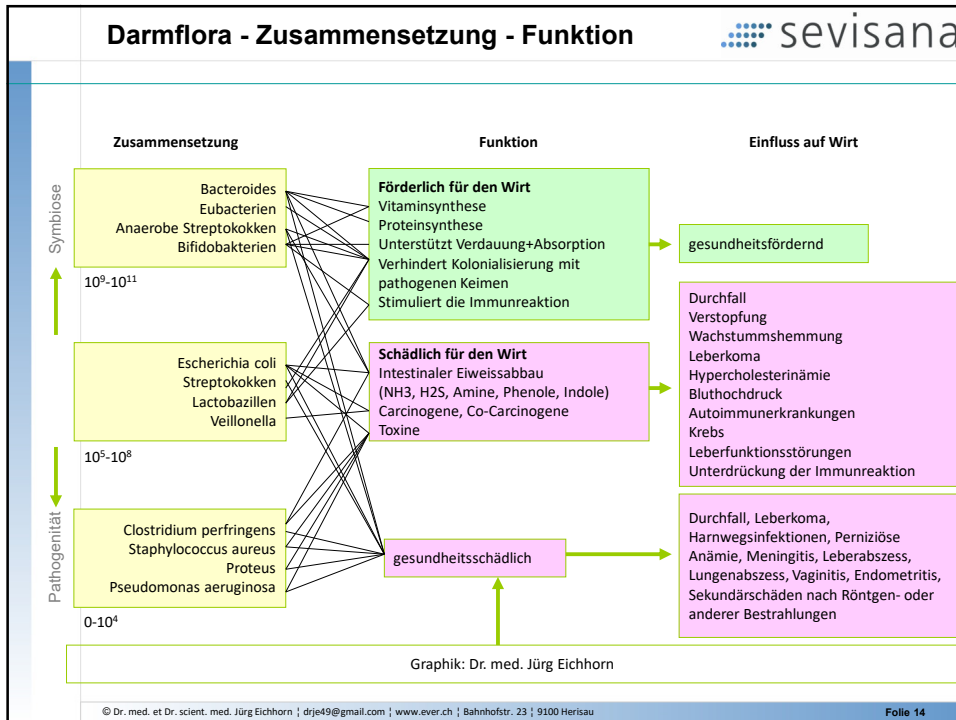 Darmflora - Zusammensetzung - Funktion
sevisana
Zusammensetzung
Funktion
Einfluss auf Wirt
Symbiose
Pathogenität
Bacteroides
Eubacterien
Anaerobe Streptokokken
Bifidobakterien
10⁹-10¹¹
Escherichia coli
Streptokokken
Lactobazillen
Veillonella
10⁵-10⁸
Clostridium perfringens
Staphylococcus aureus
Proteus
Pseudomonas aeruginosa
0-10⁴
Förderlich für den Wirt
Vitaminsynthese
Proteinsynthese
Unterstützt Verdauung+Absorption
Verhindert Kolonialisierung mit
pathogenen Keimen
Stimuliert die Immunreaktion
Schädlich für den Wirt
Intestinaler Eiweissabbau
(NH3, H2S, Amine, Phenole, Indole)
Carcinogene, Co-Carcinogene
Toxine
gesundheitsschädlich
gesundheitsfördernd
Durchfall
Verstopfung
Wachstummshemmung
Leberkoma
Hypercholesterinämie
Bluthochdruck
Autoimmunerkrankungen
Krebs
Leberfunktionsstörungen
Unterdrückung der Immunreaktion
Durchfall, Leberkoma,
Harnwegsinfektionen, Perniziöse
Anämie, Meningitis, Leberabszess,
Lungenabszess, Vaginitis, Endometritis,
Sekundärschäden nach Röntgen- oder
anderer Bestrahlungen
Graphik: Dr. med. Jürg Eichhorn
© Dr. med. et Dr. scient. med. Jürg Eichhorn ¦ drje49@gmail.com ¦ www.ever.ch ¦ Bahnhofstr. 23 ¦ 9100 Herisau
Folie 14